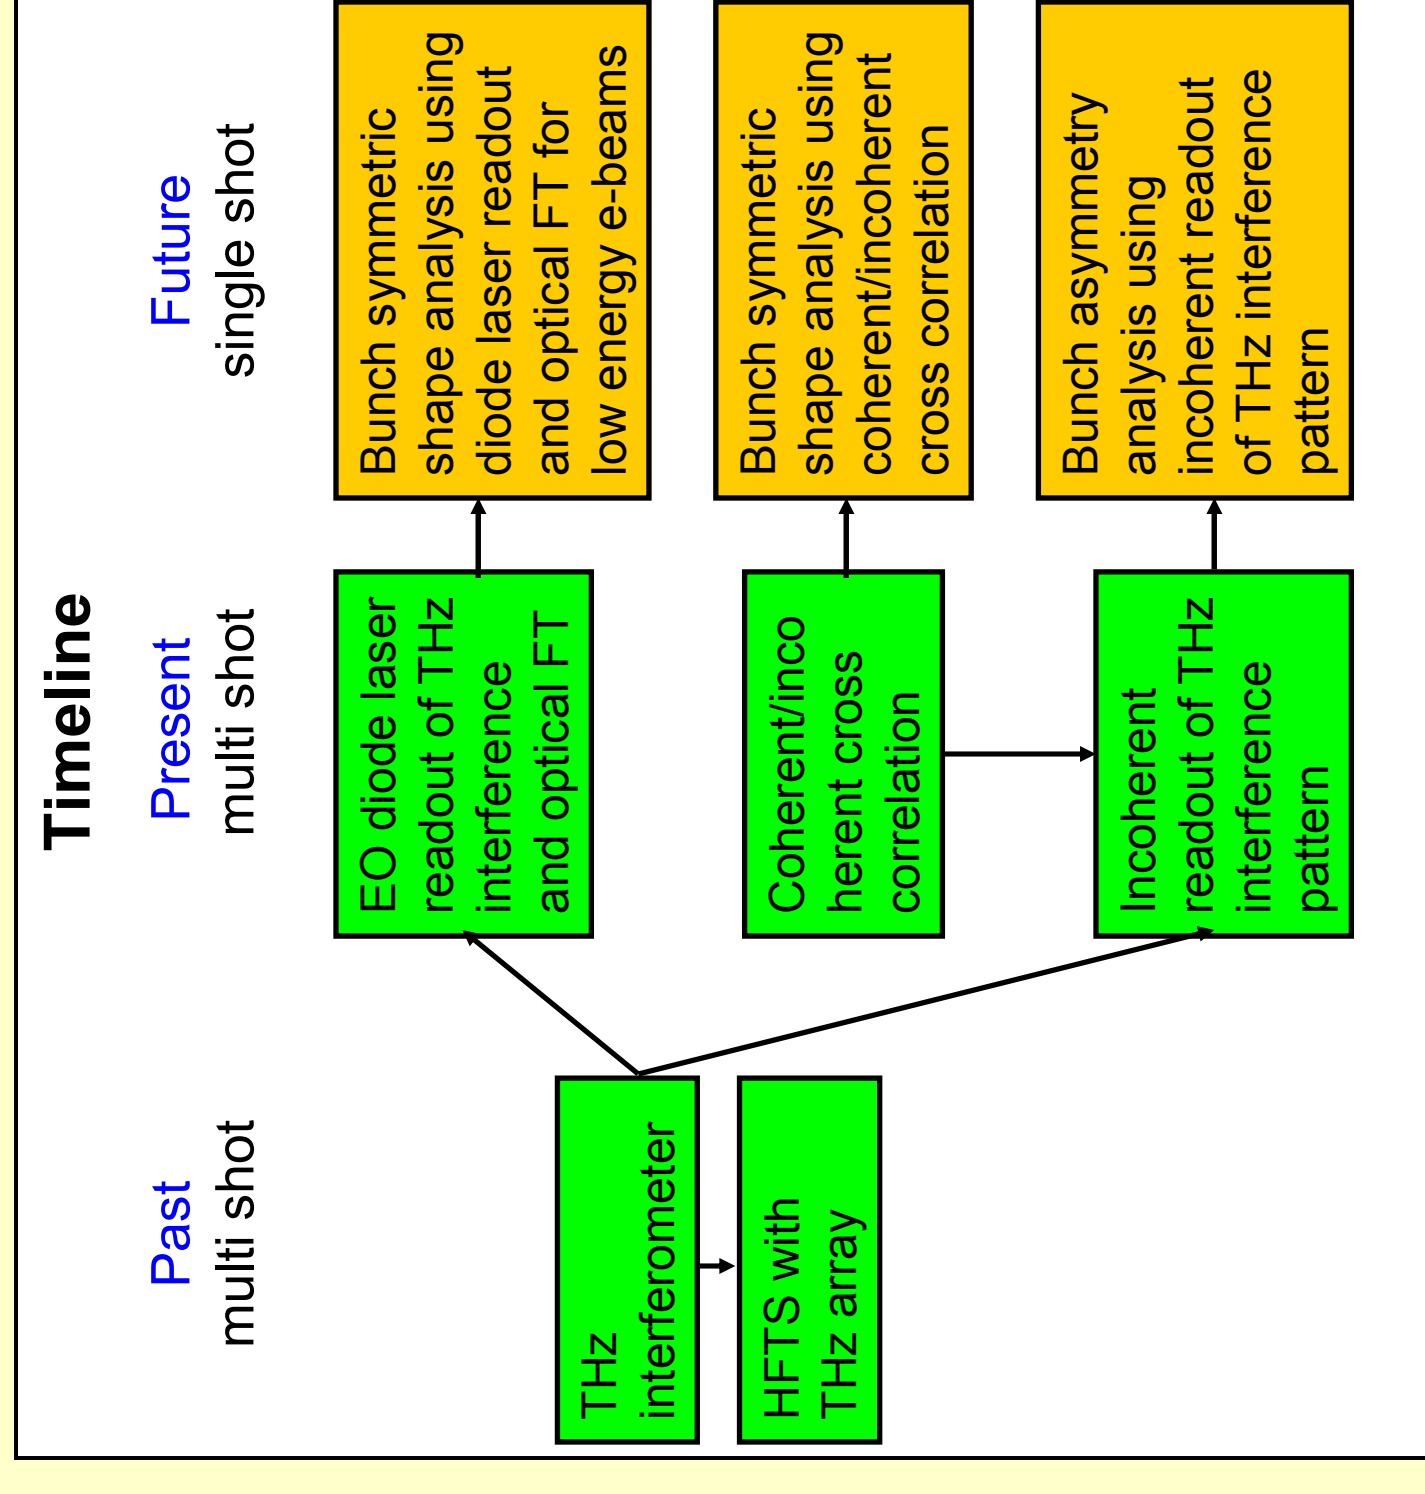 Timeline
Past
multi shot
Present
multi shot
Future
single shot
THz
interferometer
HFTS with
THz array
EO diode laser
readout of THz
interference
and optical FT
Coherent/inco
herent cross
correlation
Incoherent
readout of THz
interference
pattern
Bunch symmetric
shape analysis using
diode laser readout
and optical FT for
low energy e-beams
Bunch symmetric
shape analysis using
coherent/incoherent
cross correlation
Bunch asymmetry
analysis using
incoherent readout
of THz interference
pattern